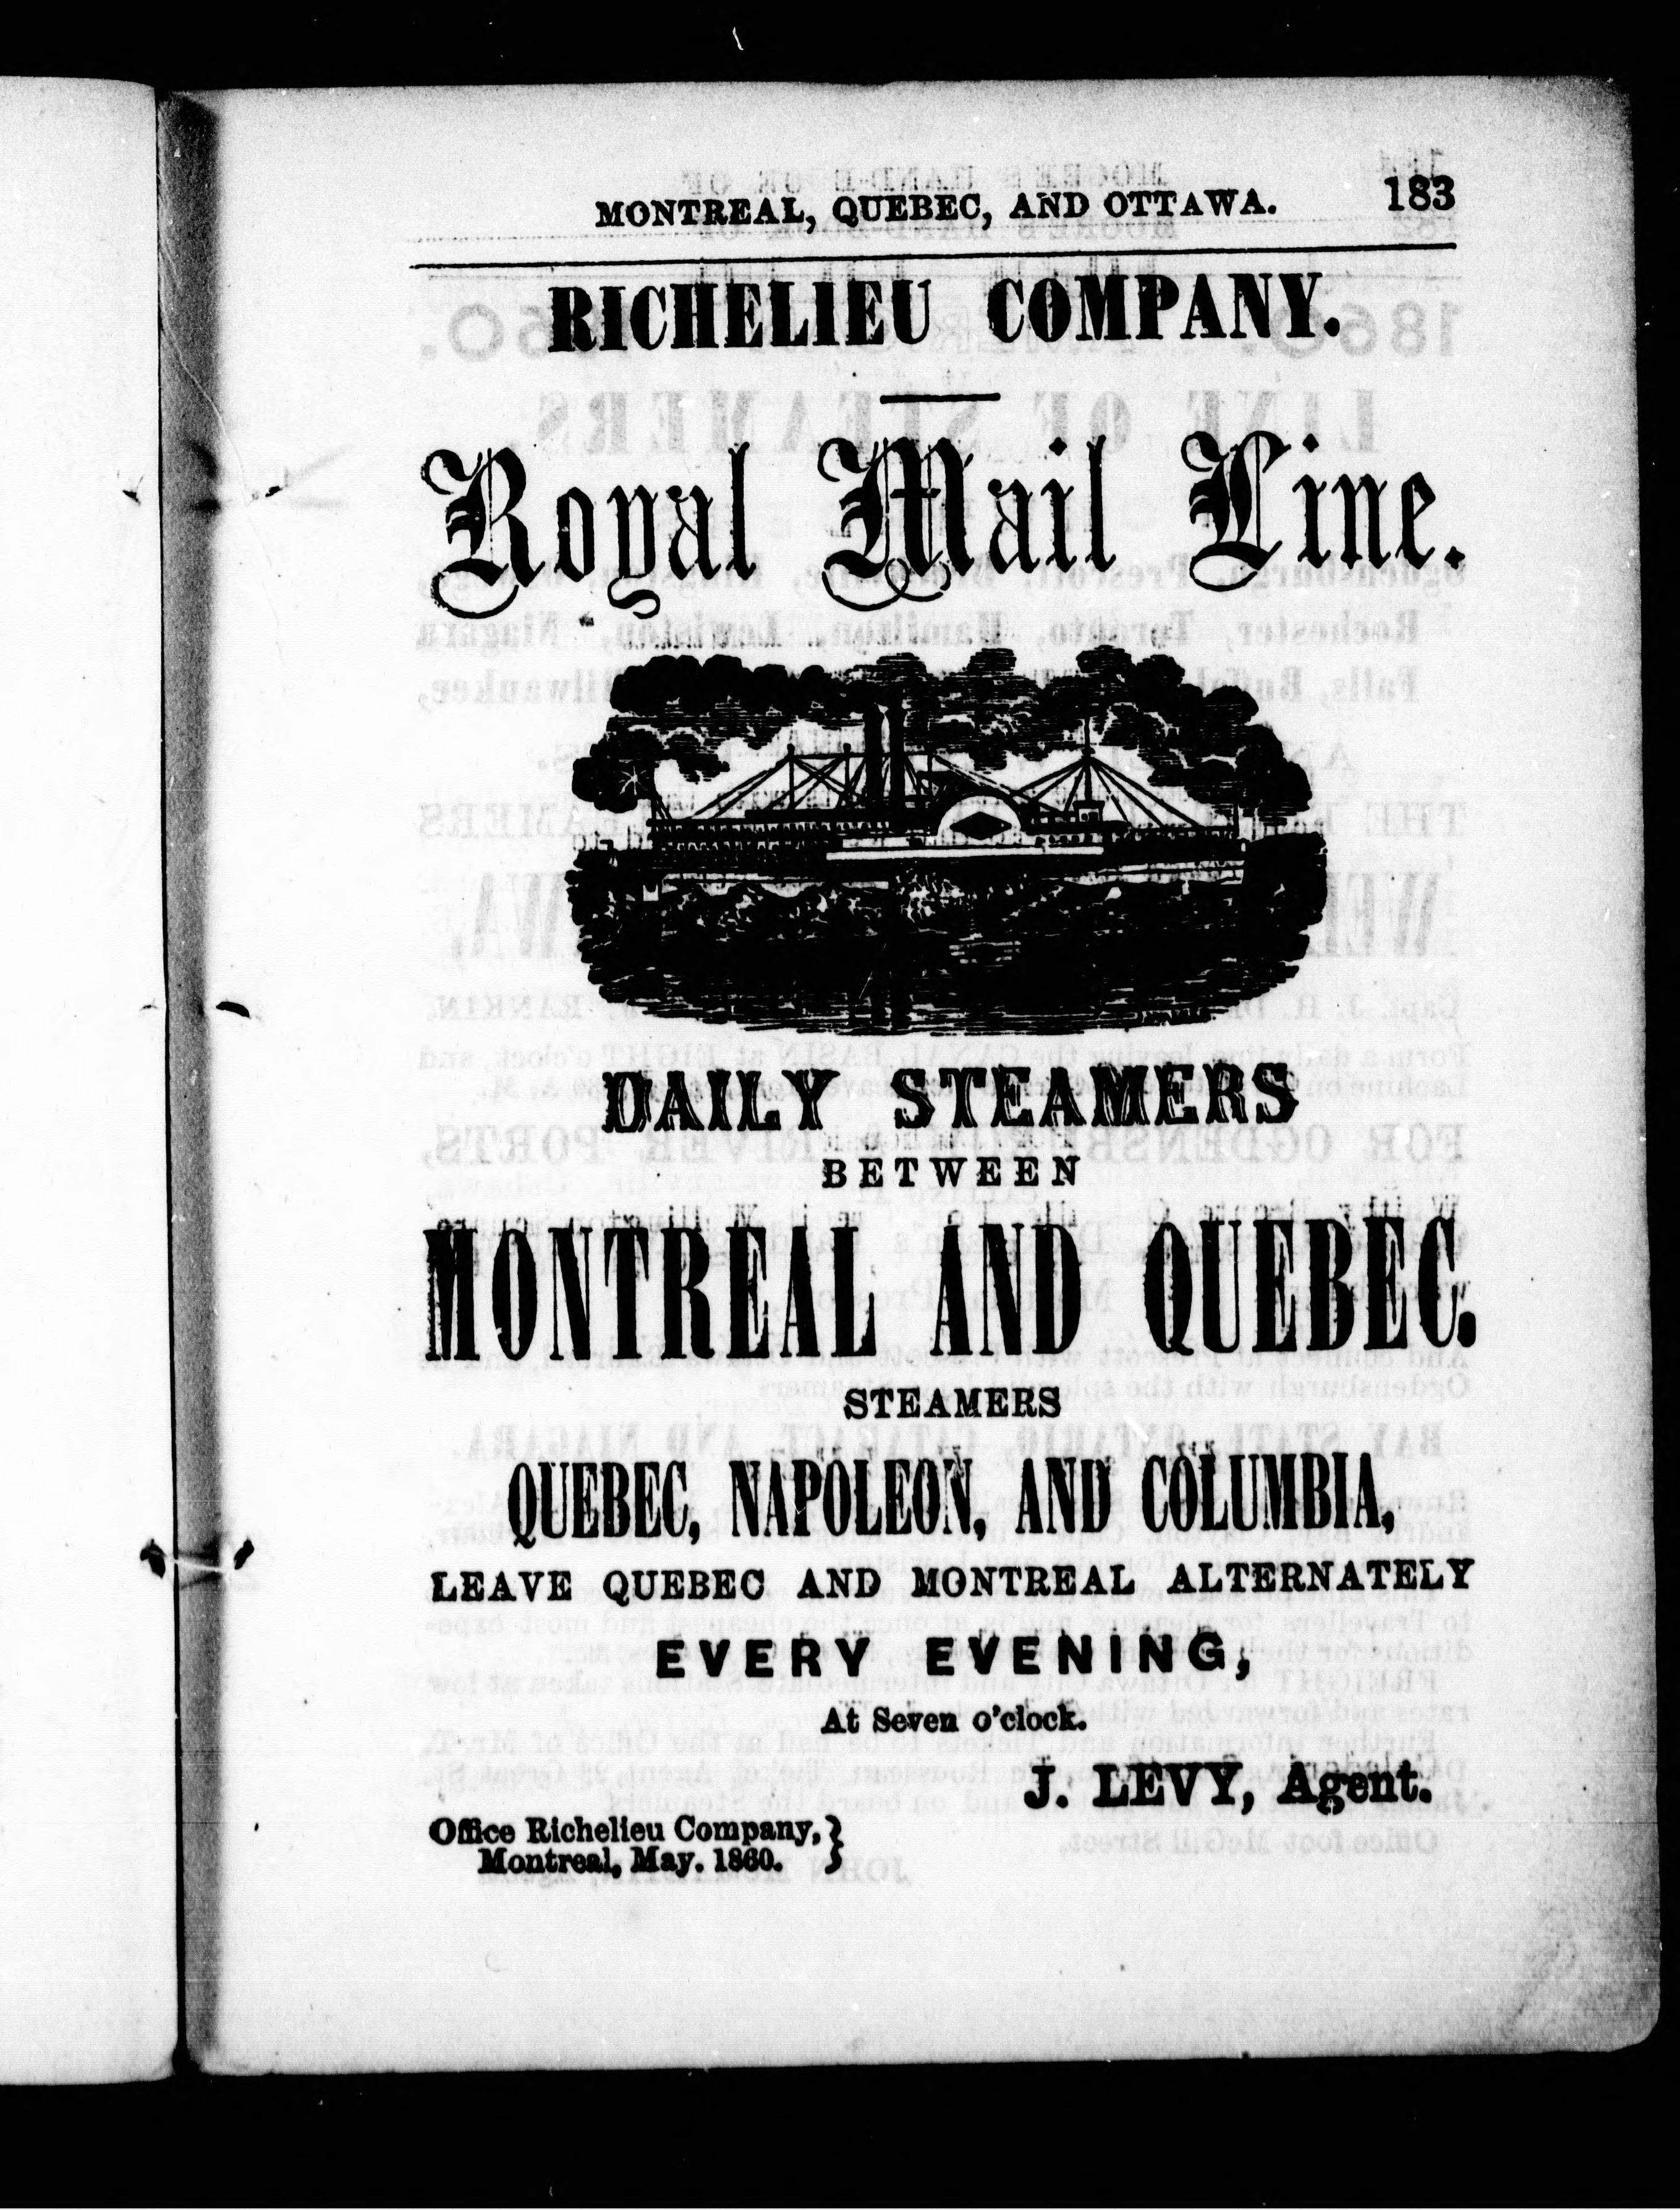 MONTREAL, QUEBEC, AND OTTAWA. 183
RICHELIEU COMPANY.
Royal Mail Line.
DAILY STEAMERS
BETWEEN
MONTREAL AND QUEBEC.
STEAMERS
QUEBEC, NAPOLEON, AND COLUMBIA,
LEAVE QUEBEC AND MONTREAL ALTERNATELY
EVERY EVENING,
At Seven o'clock.
J. LEVY, Agent.
Office Richelieu Company, }
Montreal, May. 1860.